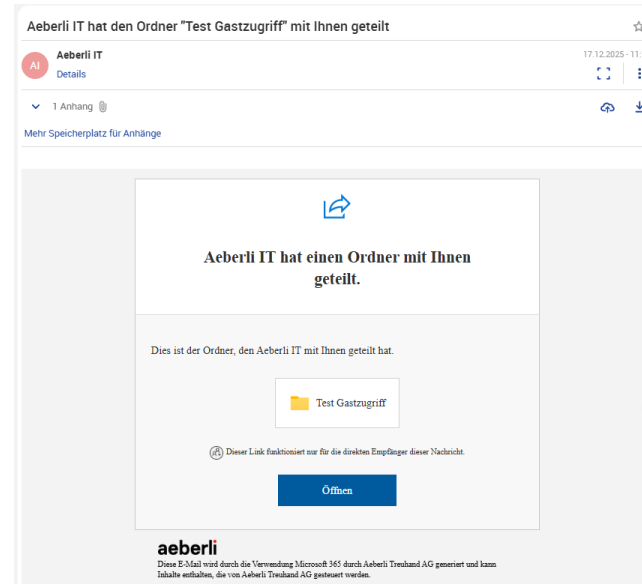 Aeberli IT hat den Ordner "Test Gastzugriff" mit Ihnen geteilt
AI
Aeberli IT
17.12.2025 - 11:
Details
1 Anhang
Mehr Speicherplatz für Anhänge
Aeberli IT hat einen Ordner mit Ihnen
geteilt.
Dies ist der Ordner, den Aeberli IT mit Ihnen geteilt hat.
Test Gastzugriff
Dieser Link funktioniert nur für die direkten Empfänger dieser Nachricht.
Öffnen
aeberli
Diese E-Mail wird durch die Verwendung Microsoft 365 durch Aeberli Treuhand AG generiert und kann
Inhalte enthalten, die von Aeberli Treuhand AG gesteuert werden.